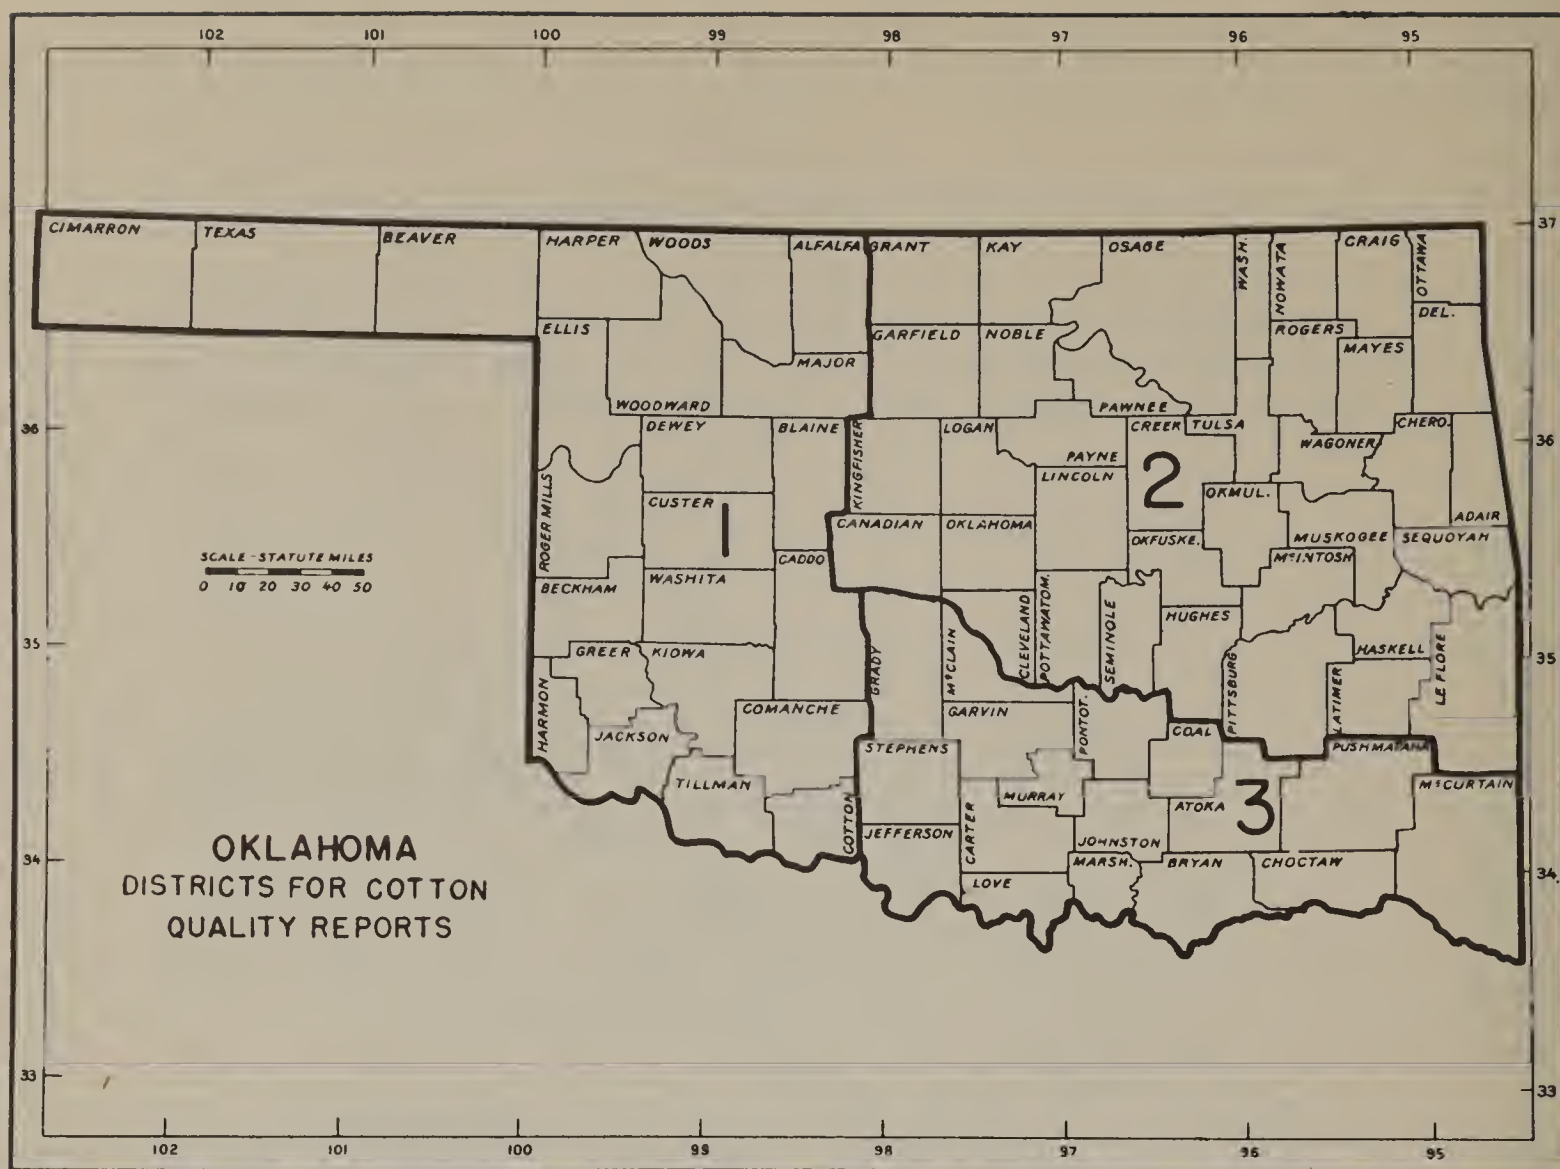 102 101 100 99 98 97 96 95
37
CIMARRON TEXAS BEAVER HARPER WOODS ALFALFA GRANT KAY OSAGE WASH. NOWATA CRAIG OTTAWA
ELLIS GARFIELD NOBLE ROGERS DEL.
MAJOR MAYES
WOODWARD PAWNEE
36 DEWEY BLAINE KINGFISHER LOGAN CREEK TULSA CHERO. 36
PAYNE WAGONER
LINCOLN 2
ROGER MILLS CUSTER 1 OKMUL.
CANADIAN OKLAHOMA ADAIR
OKFUSKE. MUSKOGEE SEQUOYAH
SCALE-STATUTE MILES CADDO McINTOSH
0 10 20 30 40 50 BECKHAM WASHITA
CLEVELAND POTTAWATOM. SEMINOLE HUGHES
35 GREER KIOWA GRADY McCLAIN PITTSBURG HASKELL LE FLORE 35
HARMON COMANCHE GARVIN PONTOT. LATIMER
JACKSON STEPHENS COAL PUSHMATAHA
TILLMAN McCURTAIN
COTTON MURRAY ATOKA 3
JEFFERSON CARTER JOHNSTON
34 MARSH. BRYAN CHOCTAW 34
LOVE
OKLAHOMA
DISTRICTS FOR COTTON
QUALITY REPORTS
33 33
102 101 100 99 98 97 96 95